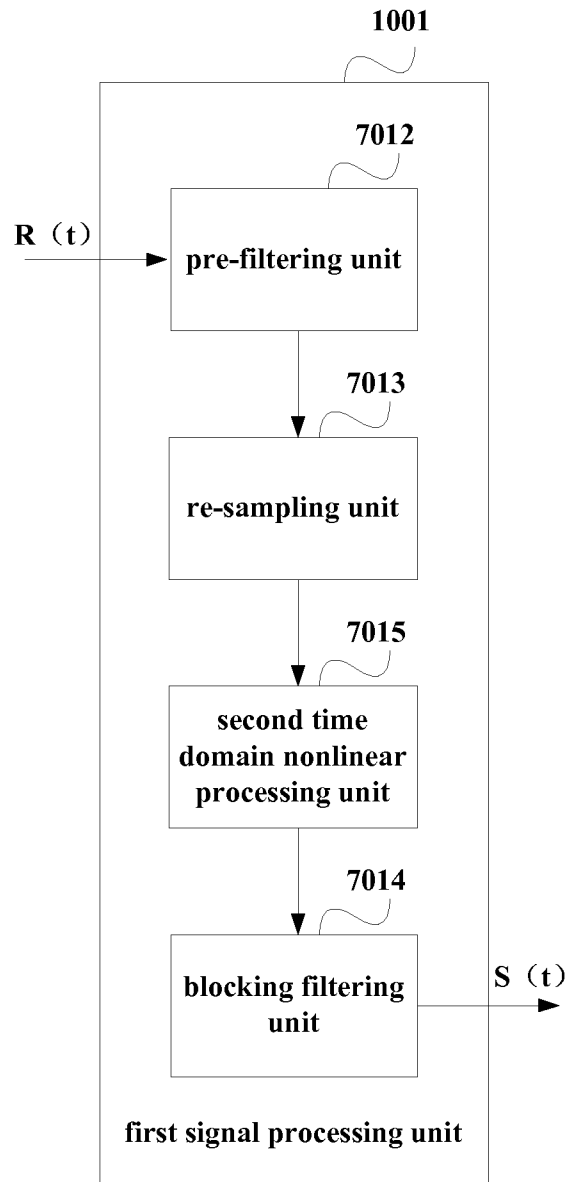 1001
7012
R（t）
pre-filtering unit
7013
re-sampling unit
7015
second time
domain nonlinear
processing unit
7014
blocking filtering
unit
S（t）
first signal processing unit